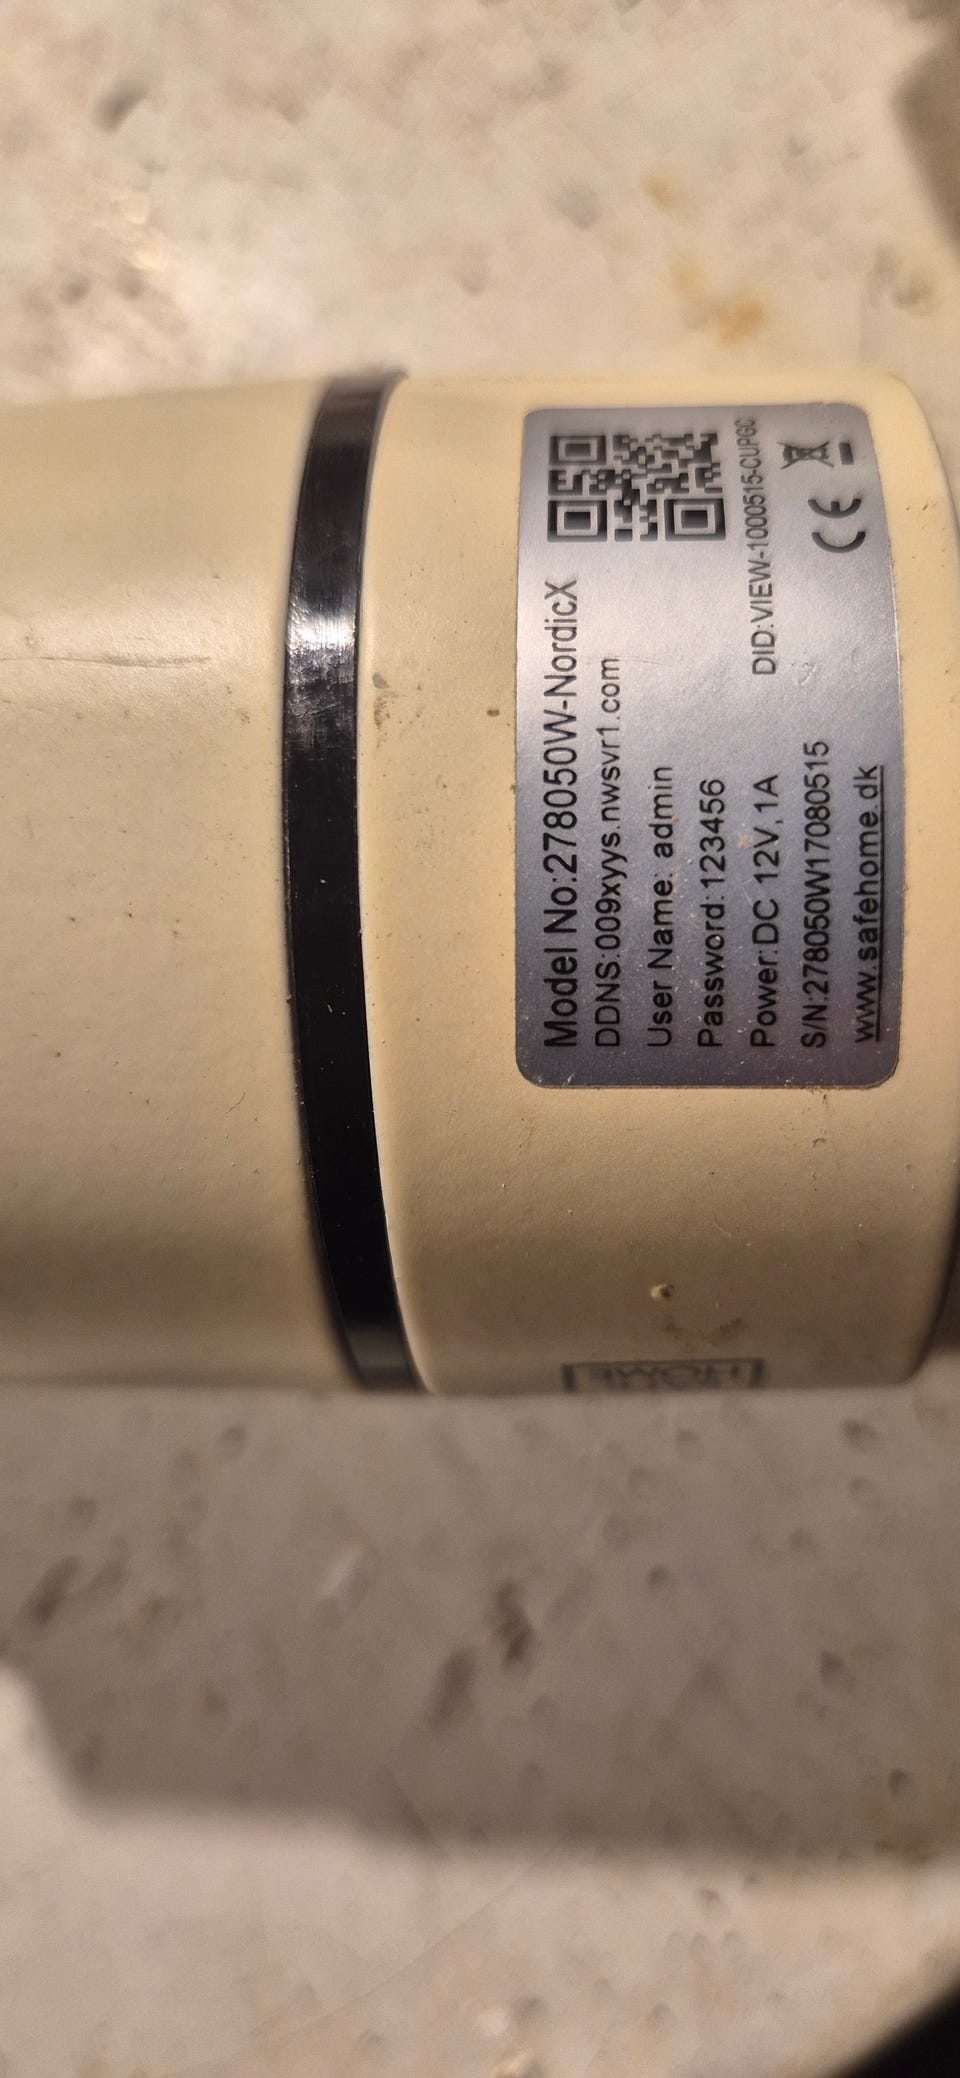 Model No:278050W-NordicX
DDNS:009xyys.nwsvr1.com
User Name: admin
Password:123456
Power:DC 12V,1A
S/N:278050W17080515
www.safehome.dk
DID:VIEW-1000515-CUPGC
CE
HOME